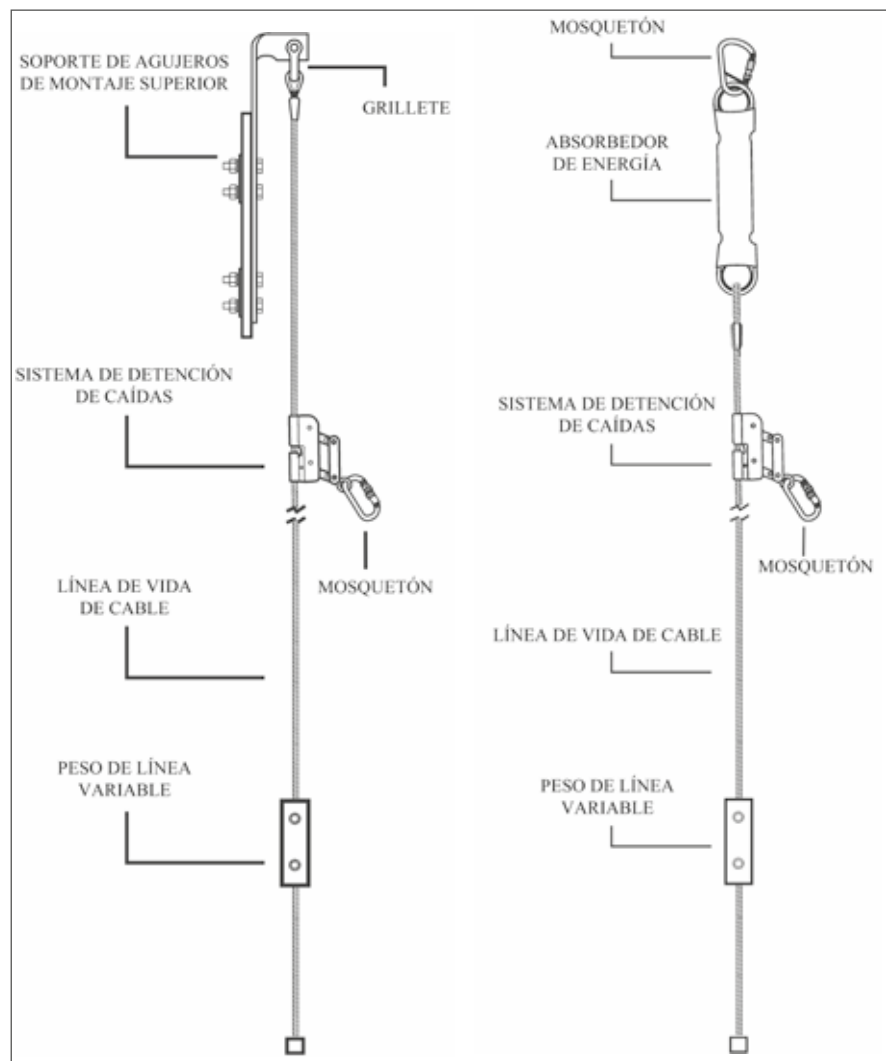 SOPORTE DE AGUJEROS
DE MONTAJE SUPERIOR
GRILLETE
SISTEMA DE DETENCIÓN
DE CAÍDAS
MOSQUETÓN
LÍNEA DE VIDA
DE CABLE
PESO DE LÍNEA
VARIABLE
MOSQUETÓN
ABSORBEDOR
DE ENERGÍA
SISTEMA DE DETENCIÓN
DE CAÍDAS
MOSQUETÓN
LÍNEA DE VIDA DE CABLE
PESO DE LÍNEA
VARIABLE